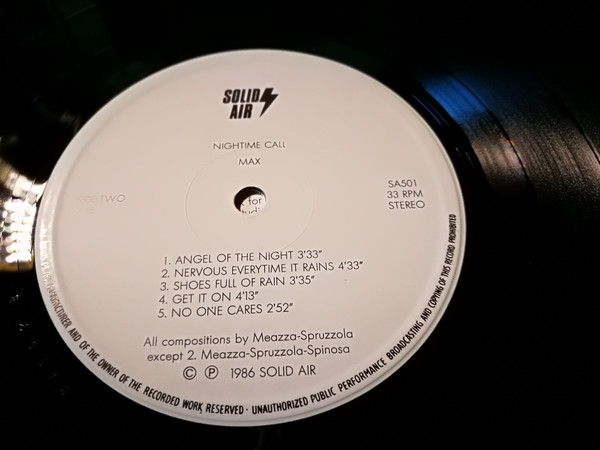 SOLID
AIR
NIGHTIME CALL
MAX
TWO
SA501
33 RPM
STEREO
for
1. ANGEL OF THE NIGHT 3'33"
2. NERVOUS EVERYTIME IT RAINS 4'33"
3. SHOES FULL OF RAIN 3'35"
4. GET IT ON 4'13"
5. NO ONE CARES 2'52"
All compositions by Meazza-Spruzzola
except 2. Meazza-Spruzzola-Spinosa
© ℗ 1986 SOLID AIR
MANUFACTURER AND OF THE OWNER OF THE RECORDED WORK RESERVED · UNAUTHORIZED PUBLIC PERFORMANCE BROADCASTING AND COPYING OF THIS RECORD PROHIBITED